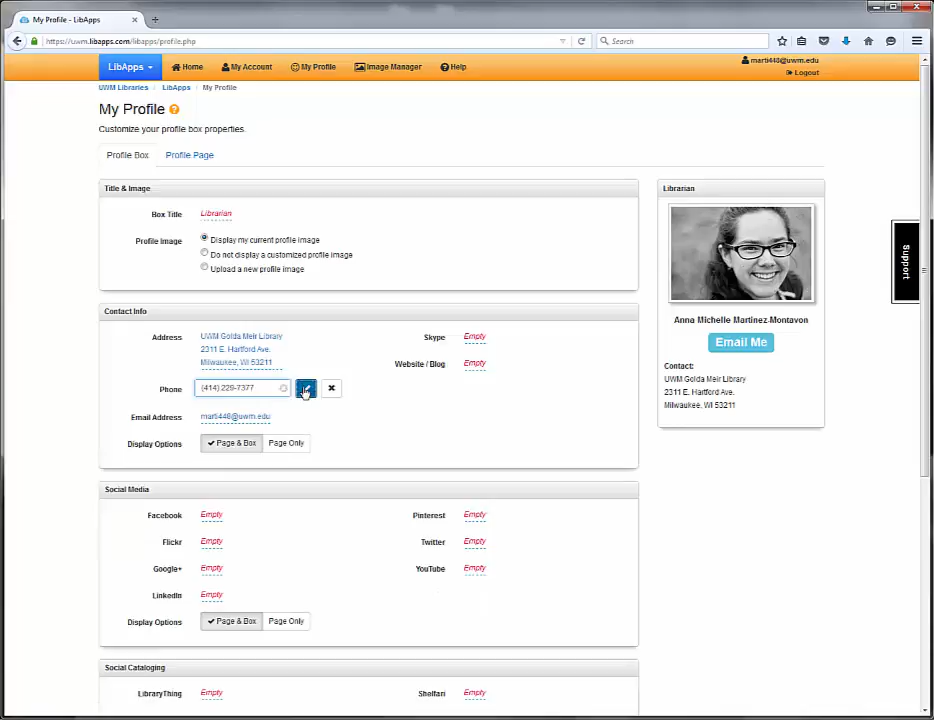 My Profile - LibApps
https://uwm.libapps.com/libapps/profile.php
Search
LibApps Home My Account My Profile Image Manager Help
marti448@uwm.edu
Logout
UWM Libraries / LibApps / My Profile
My Profile
Customize your profile box properties.
Profile Box Profile Page
Title & Image
Box Title Librarian
Profile Image Display my current profile image
Do not display a customized profile image
Upload a new profile image
Contact Info
Address UWM Golda Meir Library
2311 E. Hartford Ave.
Milwaukee, WI 53211
Skype Empty
Website / Blog Empty
Phone (414) 229-7377
Email Address marti448@uwm.edu
Display Options Page & Box Page Only
Social Media
Facebook Empty Pinterest Empty
Flickr Empty Twitter Empty
Google+ Empty YouTube Empty
LinkedIn Empty
Display Options Page & Box Page Only
Social Cataloging
LibraryThing Empty Shelfari Empty
Librarian
Anna Michelle Martinez-Montavon
Email Me
Contact:
UWM Golda Meir Library
2311 E. Hartford Ave.
Milwaukee, WI 53211
Support